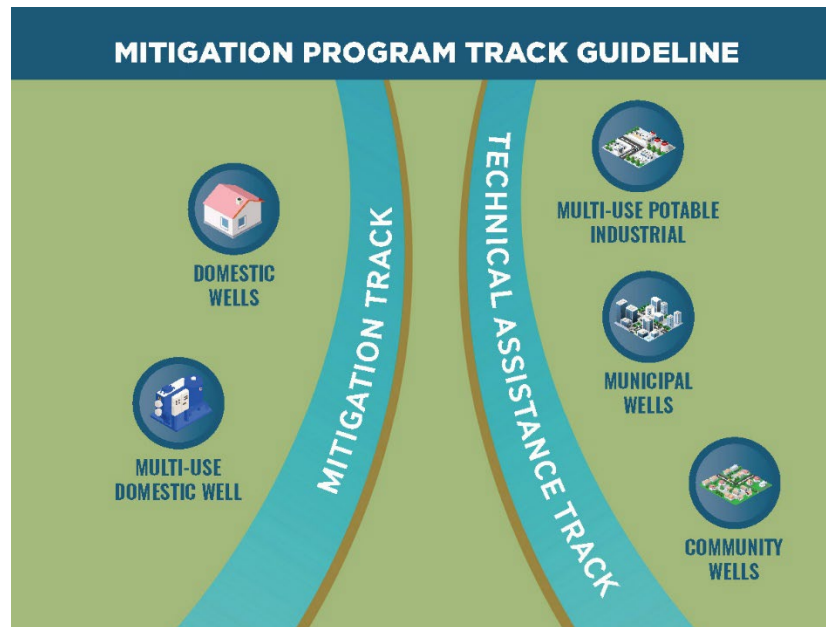 MITIGATION PROGRAM TRACK GUIDELINE
DOMESTIC
WELLS
MULTI-USE
DOMESTIC WELL
MITIGATION TRACK
TECHNICAL ASSISTANCE TRACK
MULTI-USE POTABLE
INDUSTRIAL
MUNICIPAL
WELLS
COMMUNITY
WELLS